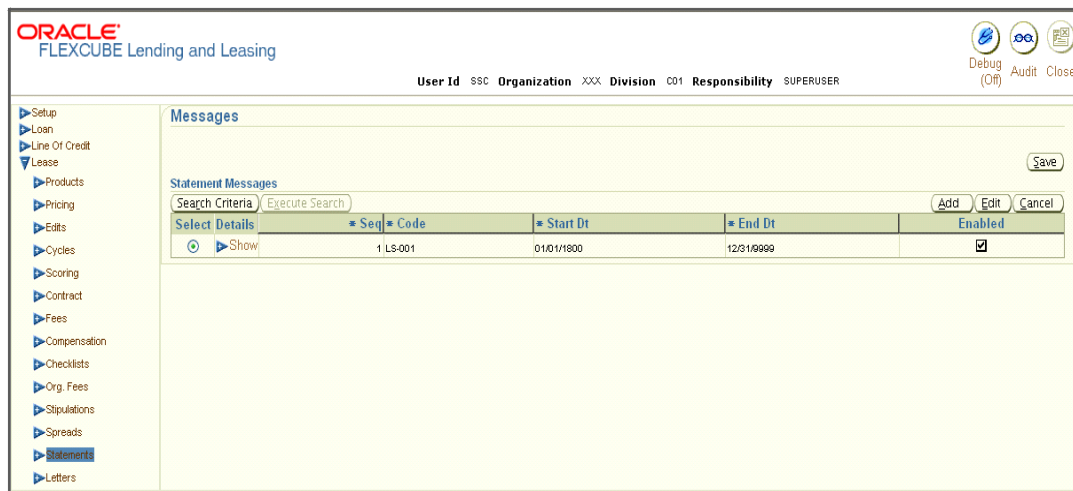 ORACLE
FLEXCUBE Lending and Leasing
Debug (Off)
Audit
Close
User Id SSC Organization XXX Division C01 Responsibility SUPERUSER
Setup
Loan
Line Of Credit
Lease
Products
Pricing
Edits
Cycles
Scoring
Contract
Fees
Compensation
Checklists
Org. Fees
Stipulations
Spreads
Statements
Letters
Messages
Save
Statement Messages
Search Criteria Execute Search Add Edit Cancel
Select Details * Seq * Code * Start Dt * End Dt Enabled
Show 1 LS-001 01/01/1800 12/31/9999